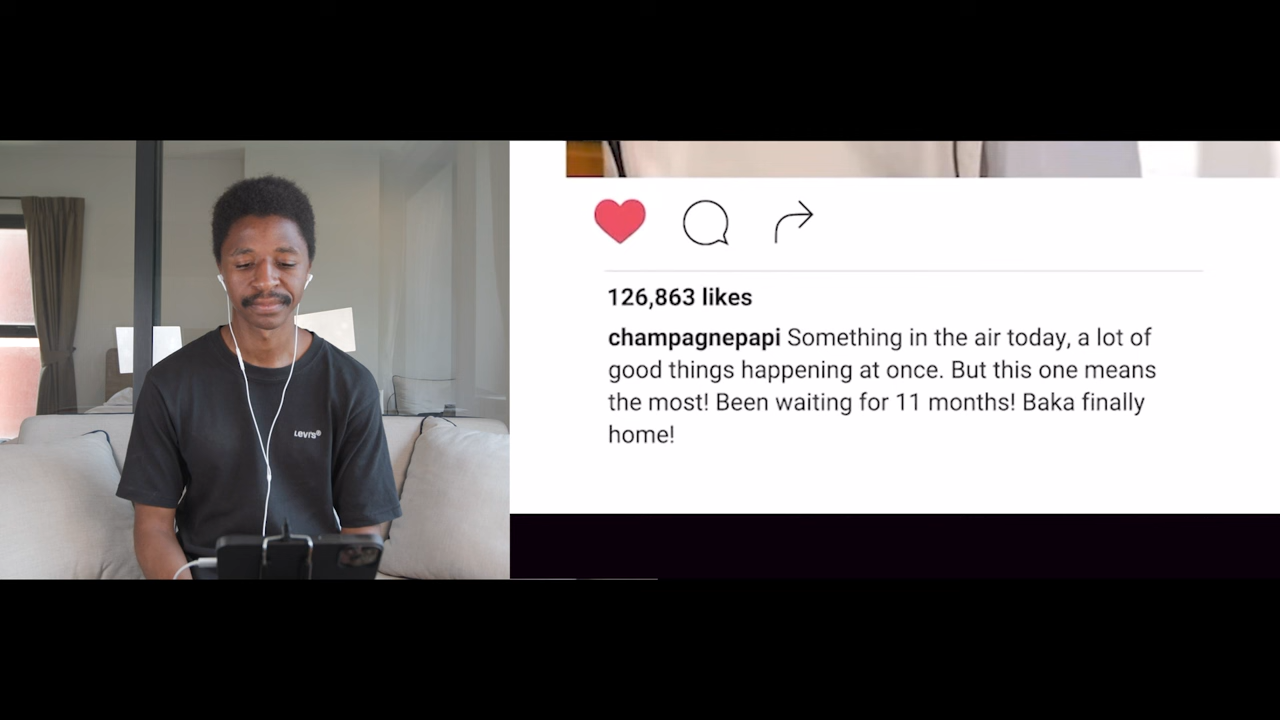 Levi's®
126,863 likes
champagnepapi Something in the air today, a lot of
good things happening at once. But this one means
the most! Been waiting for 11 months! Baka finally
home!